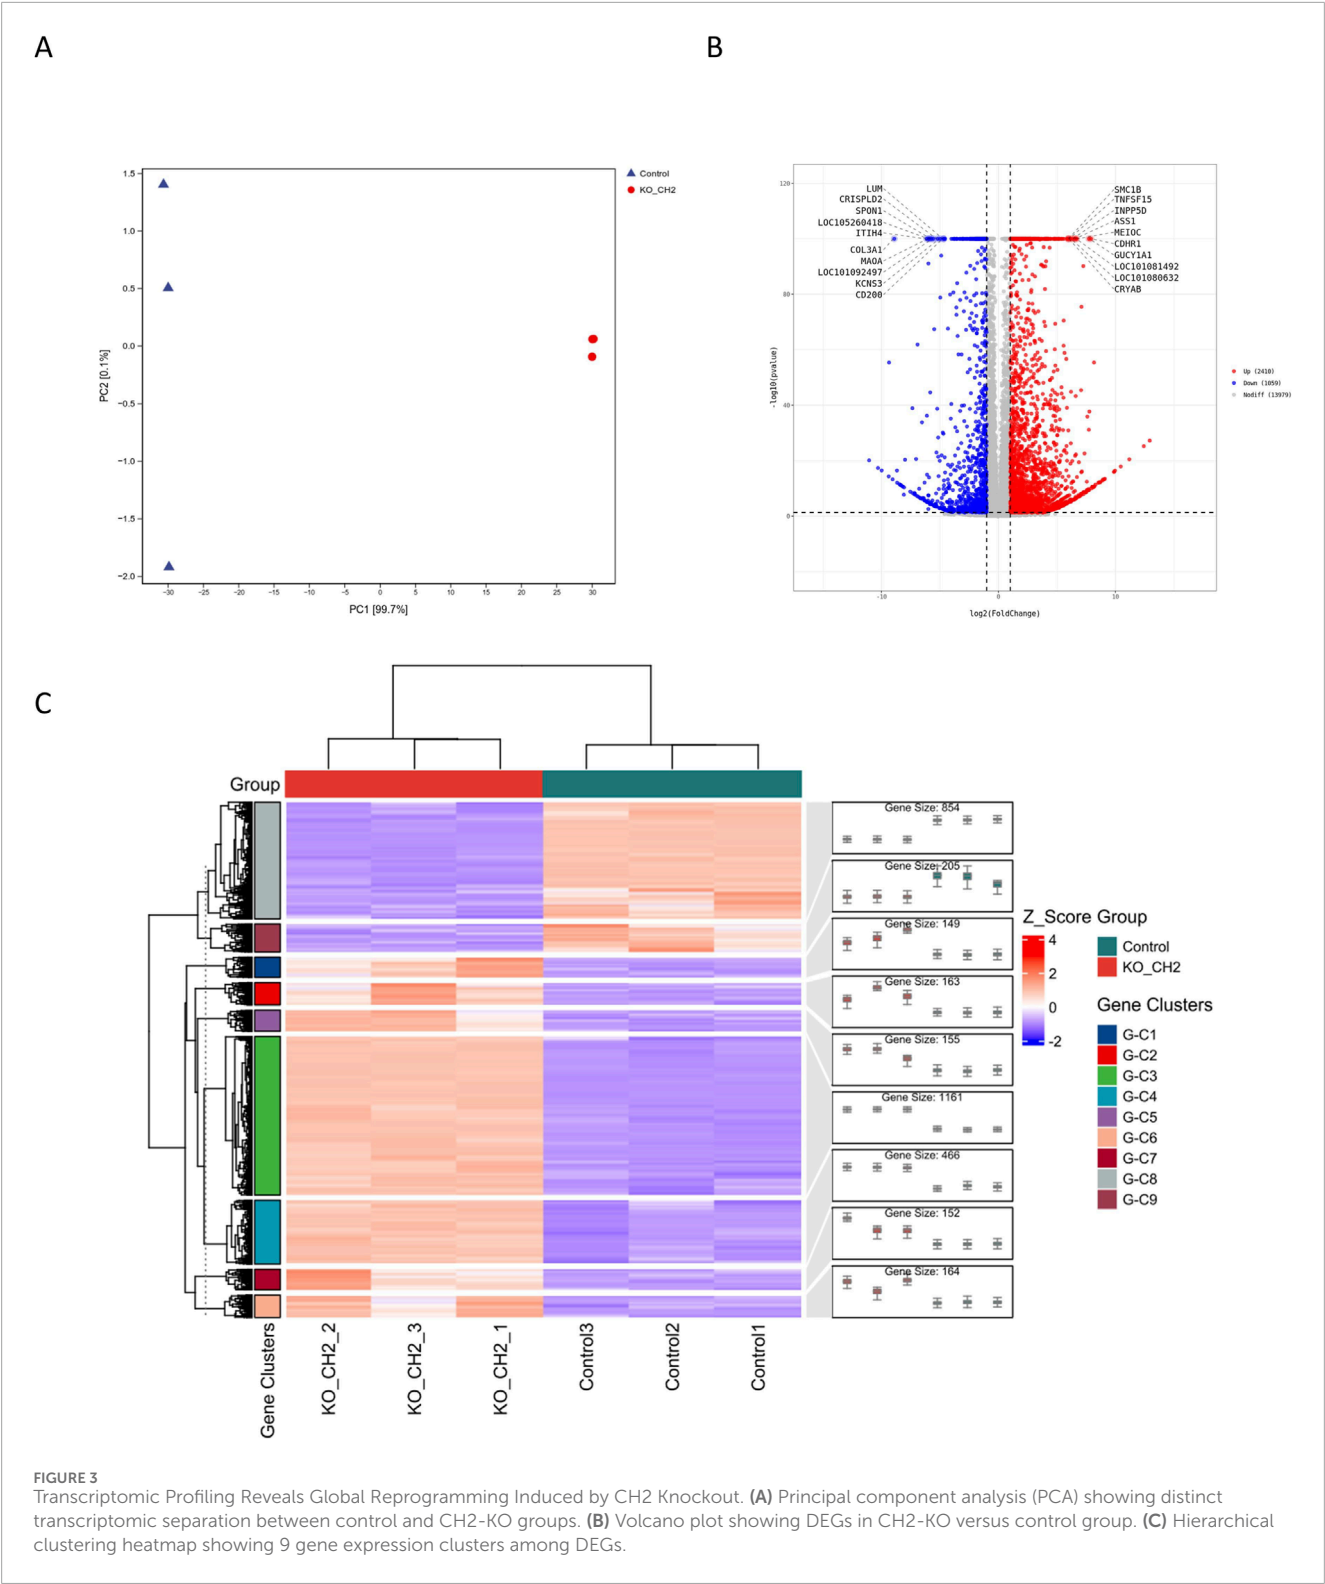 A
B
1.5
1.0
0.5
0.0
−0.5
−1.0
−1.5
−2.0
PC2 [0.1%]
−30 −25 −20 −15 −10 −5 0 5 10 15 20 25 30
PC1 [99.7%]
Control
KO_CH2
120
80
40
0
-log10(pvalue)
-10 0 10
log2(FoldChange)
LUM
CRISPLD2
SPON1
LOC105260418
ITIH4
COL3A1
MAOA
LOC101092497
KCNS3
CD200
SMC1B
TNFSF15
INPP5D
ASS1
MEIOC
CDHR1
GUCY1A1
LOC101081492
LOC101080632
CRYAB
Up (2410)
Down (1059)
Nodiff (13979)
C
Group
Gene Size: 854
Gene Size: 205
Gene Size: 149
Gene Size: 163
Gene Size: 155
Gene Size: 1161
Gene Size: 466
Gene Size: 152
Gene Size: 164
Z_Score
4
2
0
-2
Group
Control
KO_CH2
Gene Clusters
G-C1
G-C2
G-C3
G-C4
G-C5
G-C6
G-C7
G-C8
G-C9
Gene Clusters
KO_CH2_2
KO_CH2_3
KO_CH2_1
Control3
Control2
Control1
FIGURE 3
Transcriptomic Profiling Reveals Global Reprogramming Induced by CH2 Knockout. (A) Principal component analysis (PCA) showing distinct
transcriptomic separation between control and CH2-KO groups. (B) Volcano plot showing DEGs in CH2-KO versus control group. (C) Hierarchical
clustering heatmap showing 9 gene expression clusters among DEGs.